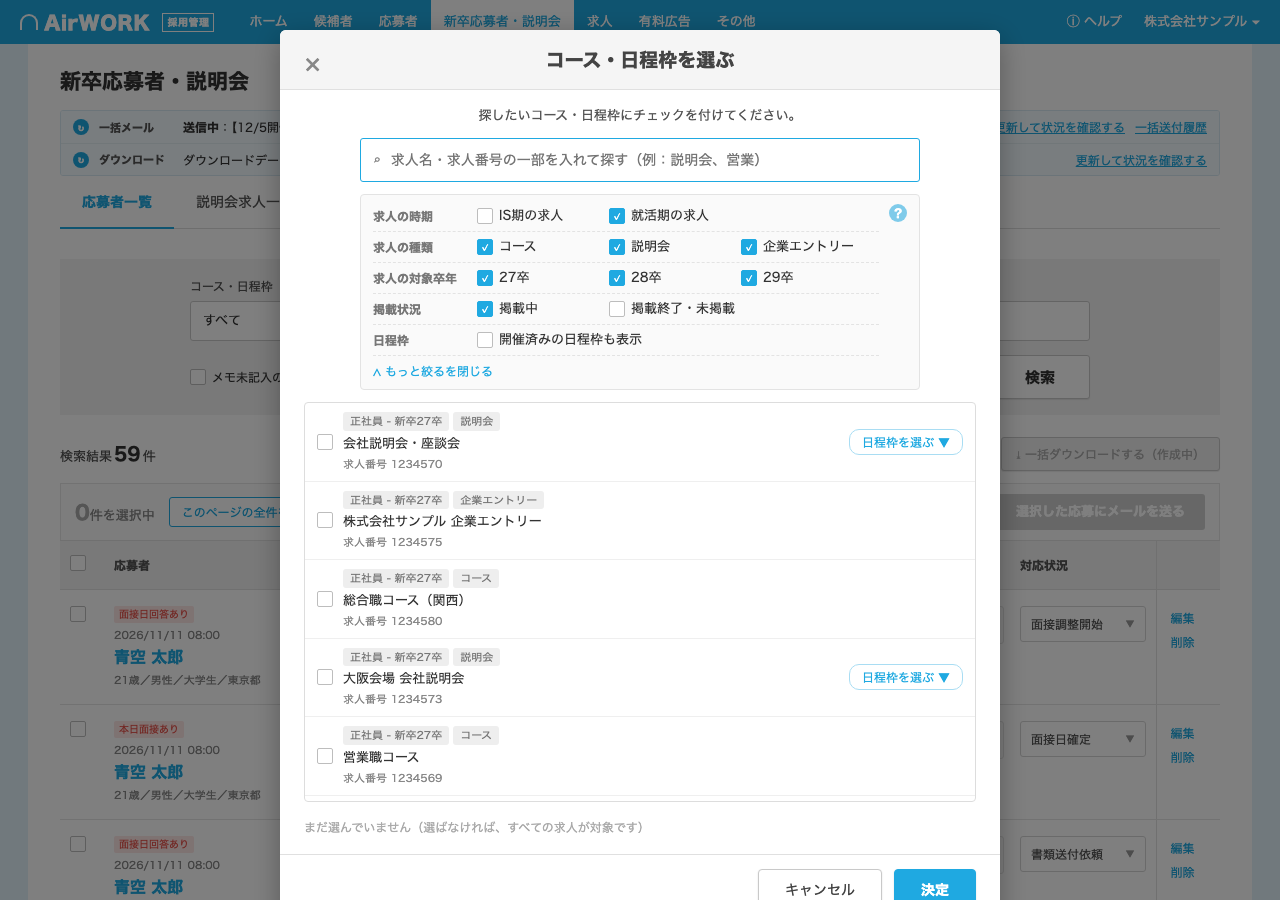 AirWORK 採用管理 ホーム 候補者 応募者 新卒応募者・説明会 求人 有料広告 その他 ヘルプ 株式会社サンプル
コース・日程枠を選ぶ
新卒応募者・説明会
探したいコース・日程枠にチェックを付けてください。
一括メール 送信中：【12/5開
更新して状況を確認する 一括送付履歴
ダウンロード ダウンロードデー
更新して状況を確認する
求人名・求人番号の一部を入れて探す（例：説明会、営業）
応募者一覧 説明会求人一
求人の時期 IS期の求人 就活期の求人 ?
求人の種類 コース 説明会 企業エントリー
求人の対象卒年 27卒 28卒 29卒
掲載状況 掲載中 掲載終了・未掲載
日程枠 開催済みの日程枠も表示
もっと絞るを閉じる
コース・日程枠
すべて
メモ未記入の
検索
正社員 - 新卒27卒 説明会
会社説明会・座談会
求人番号 1234570
日程枠を選ぶ ▼
正社員 - 新卒27卒 企業エントリー
株式会社サンプル 企業エントリー
求人番号 1234575
正社員 - 新卒27卒 コース
総合職コース（関西）
求人番号 1234580
正社員 - 新卒27卒 説明会
大阪会場 会社説明会
求人番号 1234573
日程枠を選ぶ ▼
正社員 - 新卒27卒 コース
営業職コース
求人番号 1234569
まだ選んでいません（選ばなければ、すべての求人が対象です）
キャンセル 決定
検索結果 59 件
↓ 一括ダウンロードする（作成中）
0件を選択中 このページの全件
選択した応募にメールを送る
応募者 対応状況
面接日回答あり
2026/11/11 08:00
青空 太郎
21歳／男性／大学生／東京都
面接調整開始 ▼ 編集
削除
本日面接あり
2026/11/11 08:00
青空 太郎
21歳／男性／大学生／東京都
面接日確定 ▼ 編集
削除
面接日回答あり
2026/11/11 08:00
青空 太郎
書類送付依頼 ▼ 編集
削除